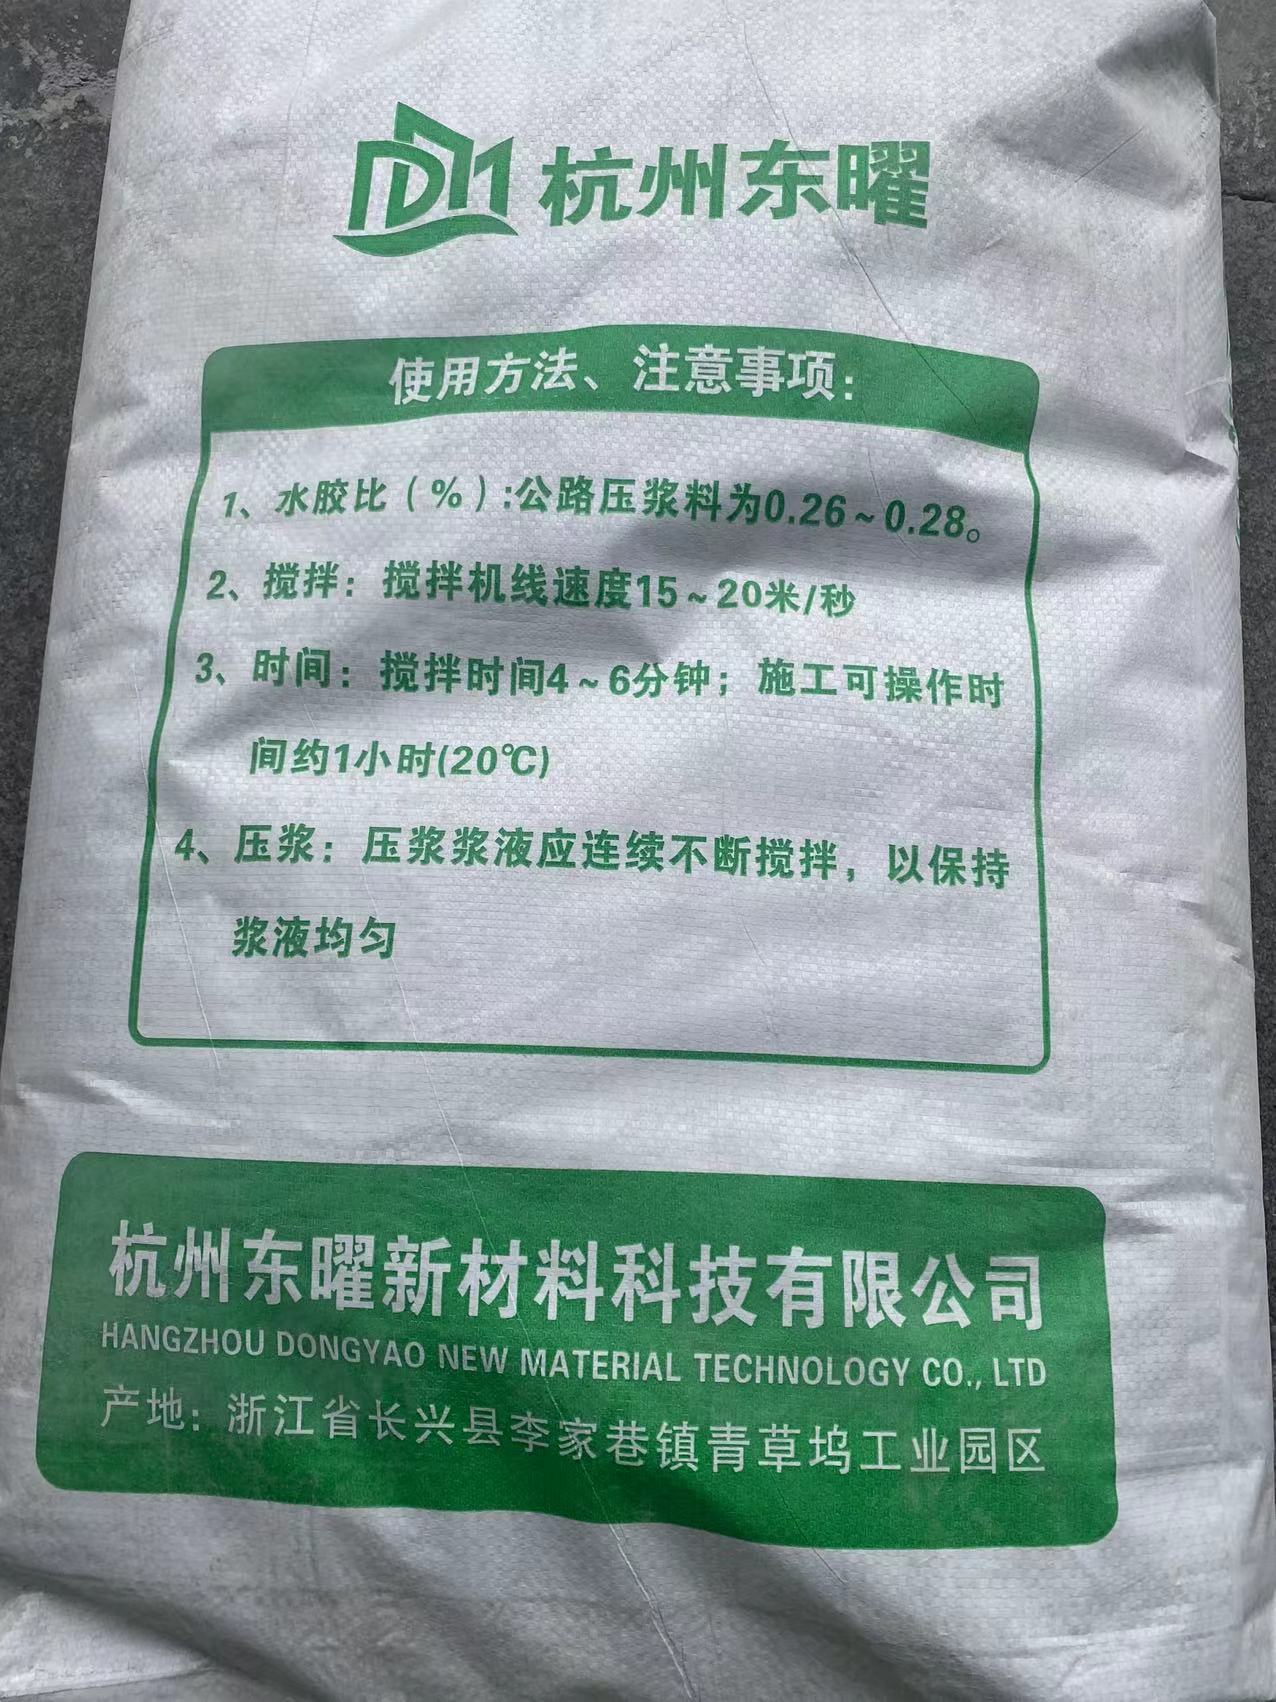 杭州东曜
使用方法、注意事项:
1、水胶比（%）:公路压浆料为0.26~0.28。
2、搅拌：搅拌机线速度15~20米/秒
3、时间：搅拌时间4~6分钟；施工可操作时
间约1小时(20℃)
4、压浆：压浆浆液应连续不断搅拌，以保持
浆液均匀
杭州东曜新材料科技有限公司
HANGZHOU DONGYAO NEW MATERIAL TECHNOLOGY CO., LTD
产地：浙江省长兴县李家巷镇青草坞工业园区